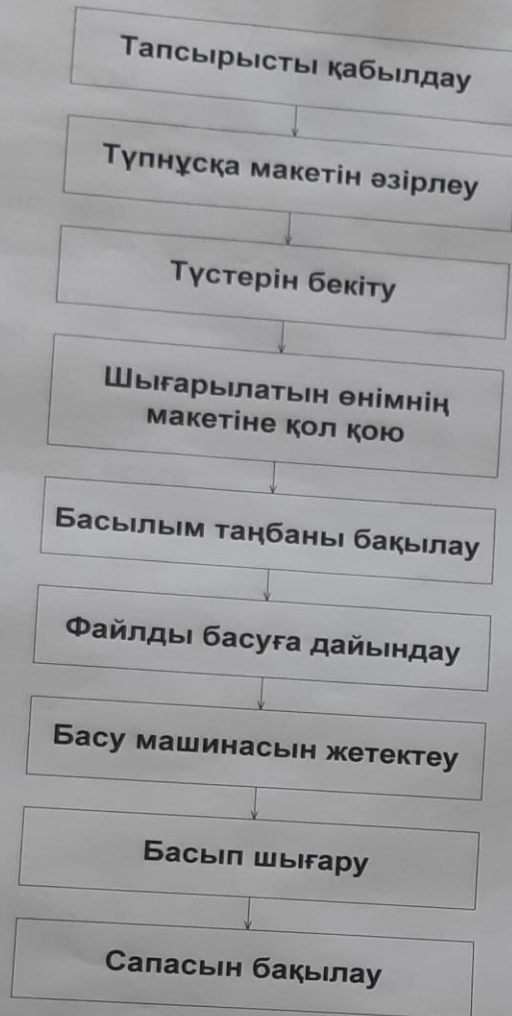 Тапсырысты қабылдау
Түпнұсқа макетін әзірлеу
Түстерін бекіту
Шығарылатын өнімнің
макетіне қол қою
Басылым таңбаны бақылау
Файлды басуға дайындау
Басу машинасын жетектеу
Басып шығару
Сапасын бақылау